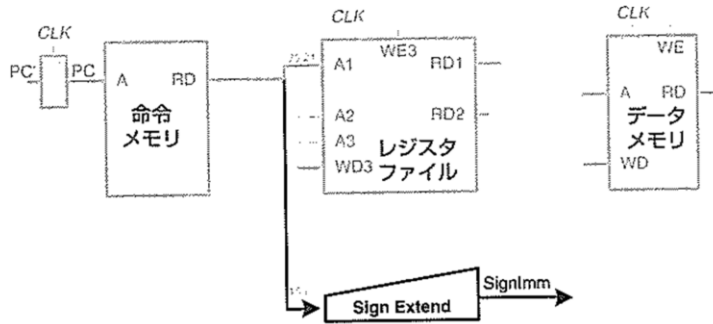 CLK
CLK
CLK
PC'
PC
A
RD
命令
メモリ
WE3
A1
RD1
A2
RD2
A3
WD3
レジスタ
ファイル
WE
A
RD
データ
メモリ
WD
Sign Extend
SignImm